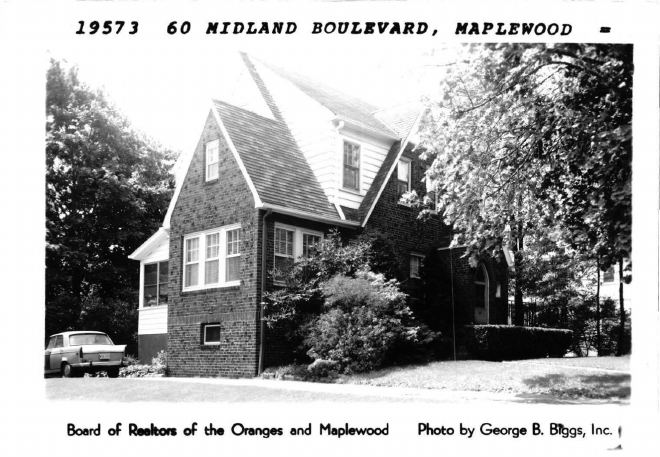 19573 60 MIDLAND BOULEVARD, MAPLEWOOD =
Board of Realtors of the Oranges and Maplewood Photo by George B. Biggs, Inc.